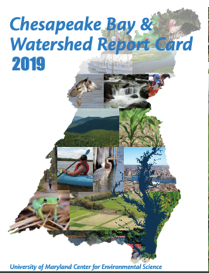 Chesapeake Bay &
Watershed Report Card
2019
University of Maryland Center for Environmental Science